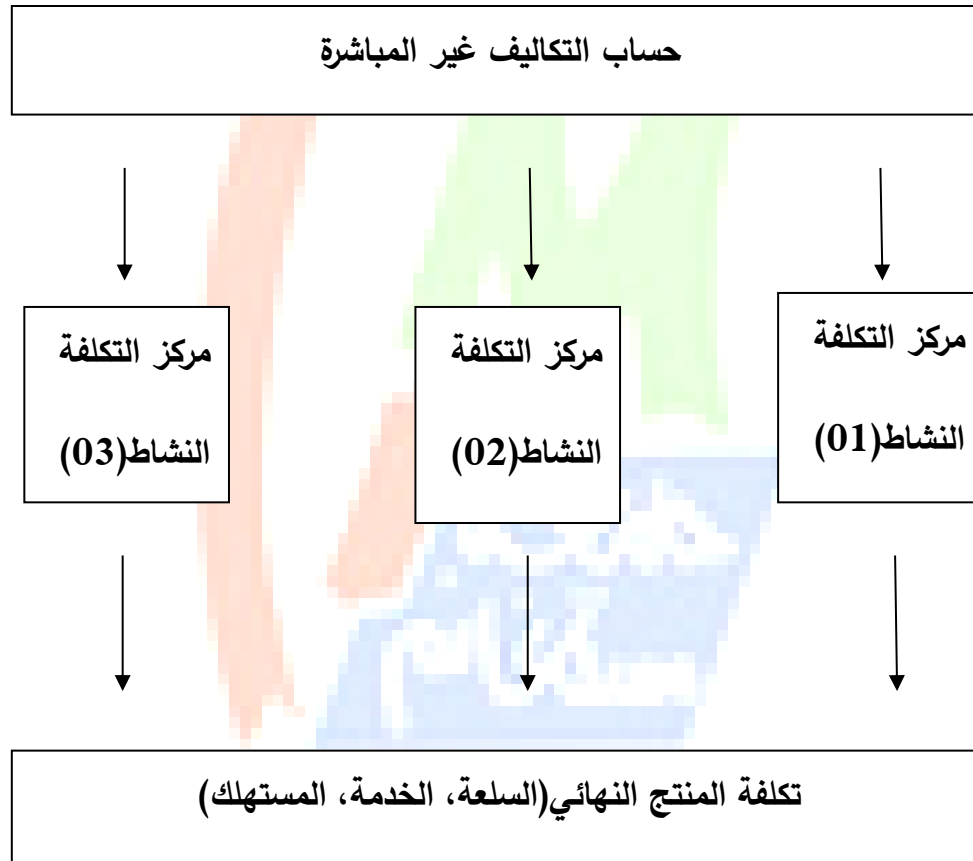 حساب التكاليف غير المباشرة
مركز التكلفة
النشاط(01)
مركز التكلفة
النشاط(02)
مركز التكلفة
النشاط(03)
تكلفة المنتج النهائي(السلعة، الخدمة، المستهلك)